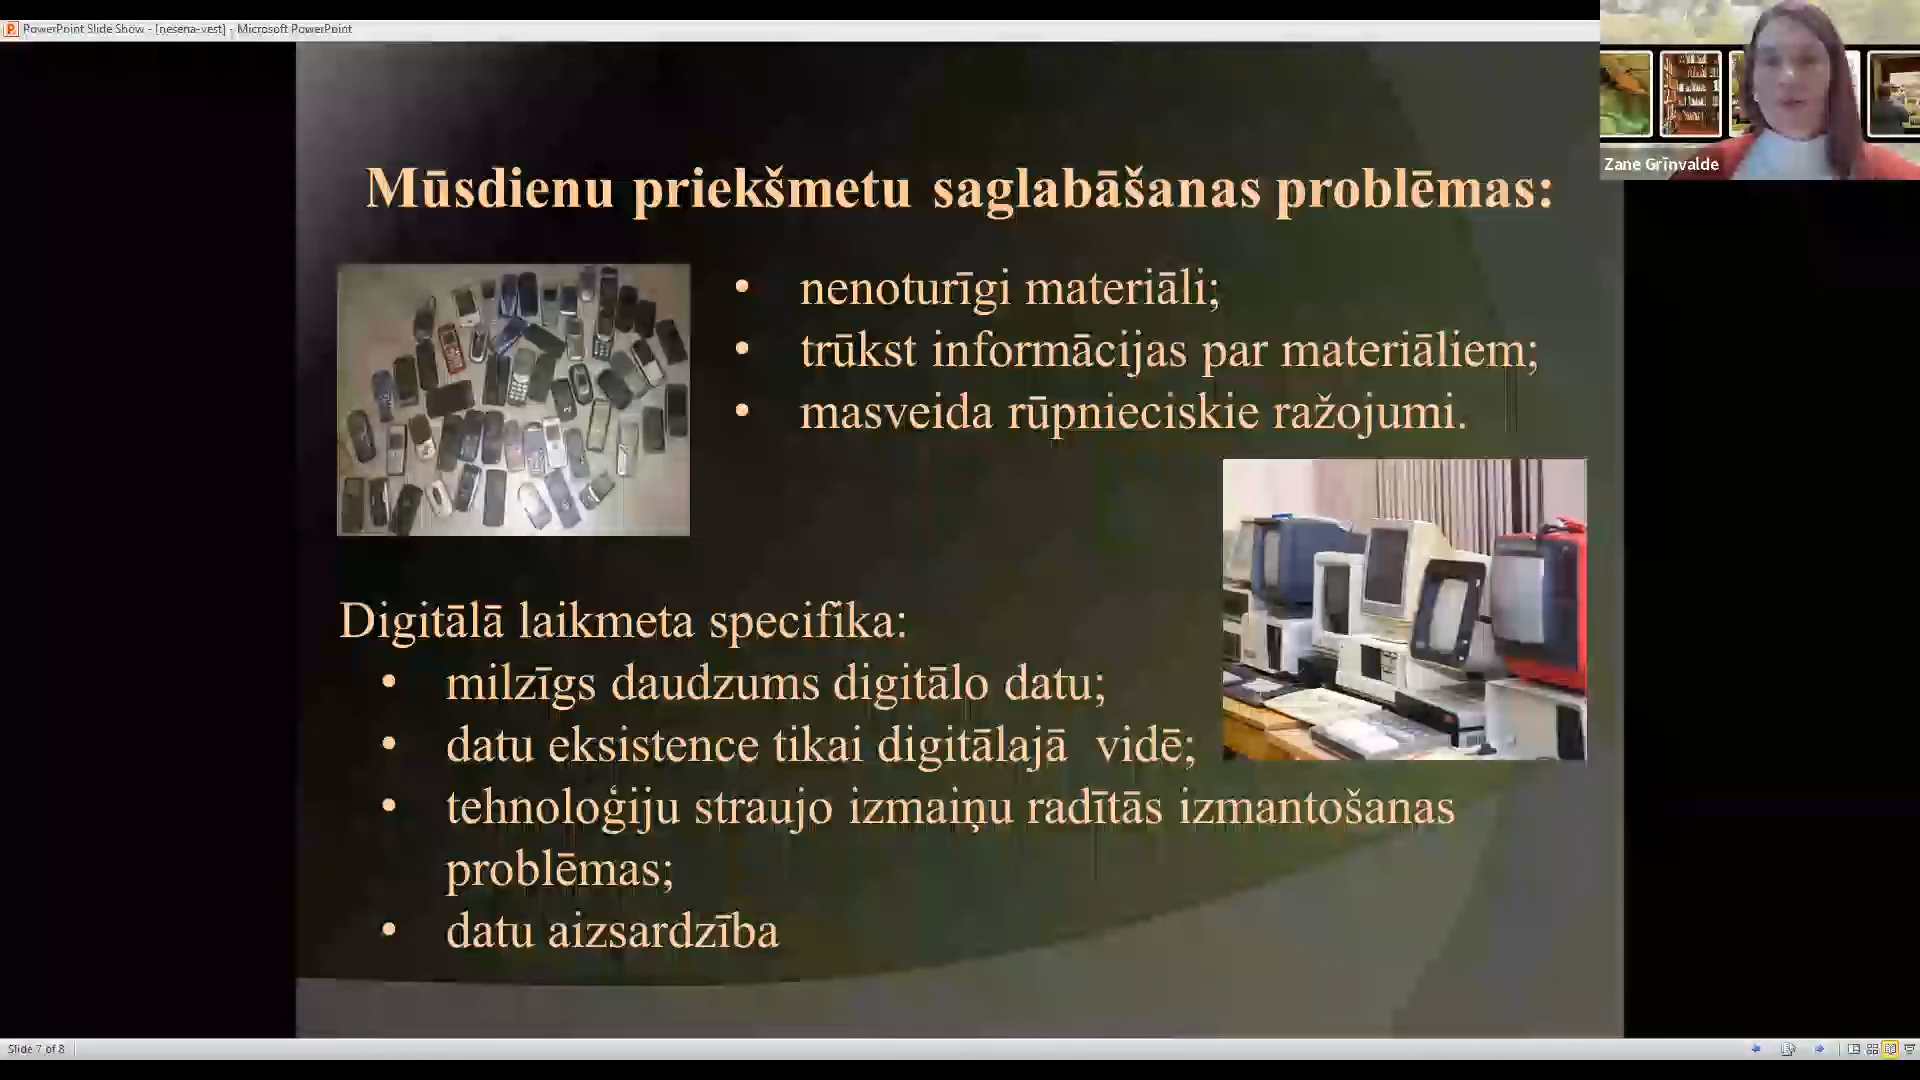 PowerPoint Slide Show - [nesena-vest] - Microsoft PowerPoint
Zane Grīnvalde
Mūsdienu priekšmetu saglabāšanas problēmas:
• nenoturīgi materiāli;
• trūkst informācijas par materiāliem;
• masveida rūpnieciskie ražojumi.
Digitālā laikmeta specifika:
• milzīgs daudzums digitālo datu;
• datu eksistence tikai digitālajā vidē;
• tehnoloģiju straujo izmaiņu radītās izmantošanas
problēmas;
• datu aizsardzība
Slide 7 of 8